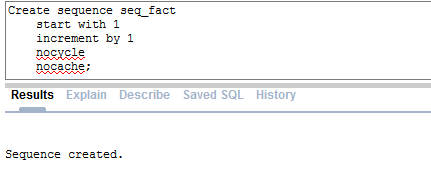 Create sequence seq_fact
start with 1
increment by 1
nocycle
nocache;
Results Explain Describe Saved SQL History
Sequence created.